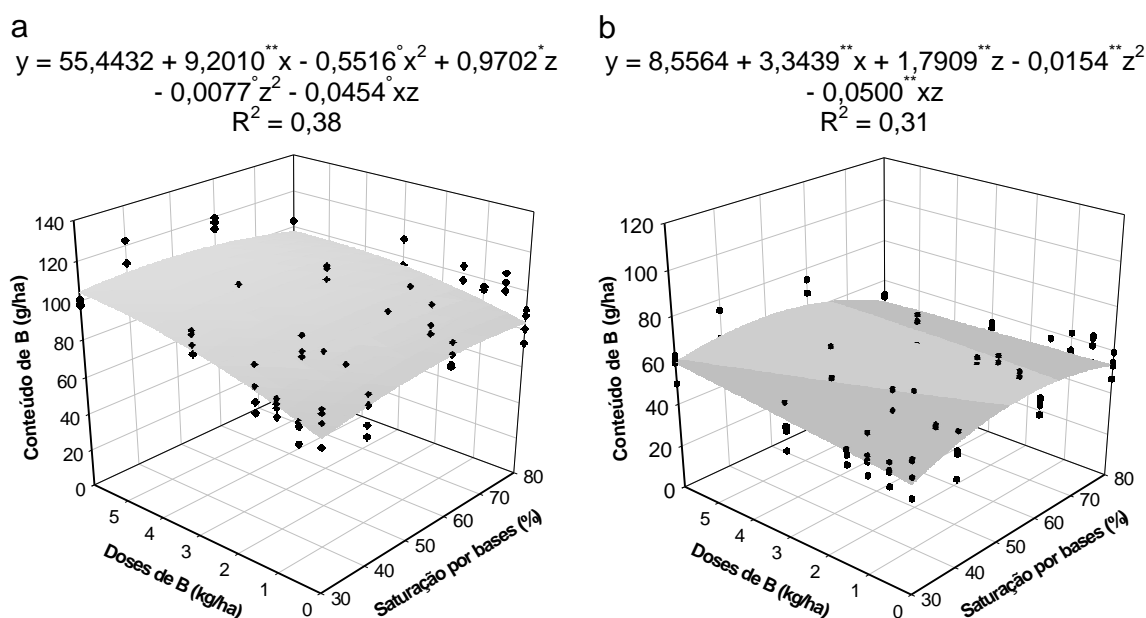 a
y = 55,4432 + 9,2010**x - 0,5516°x² + 0,9702*z
- 0,0077°z² - 0,0454°xz
R² = 0,38
140
120
100
80
60
40
20
0
Conteúdo de B (g/ha)
5
4
3
2
1
0
Doses de B (kg/ha)
30
40
50
60
70
80
Saturação por bases (%)
b
y = 8,5564 + 3,3439**x + 1,7909**z - 0,0154**z²
- 0,0500**xz
R² = 0,31
120
100
80
60
40
20
0
Conteúdo de B (g/ha)
5
4
3
2
1
0
Doses de B (kg/ha)
30
40
50
60
70
80
Saturação por bases (%)